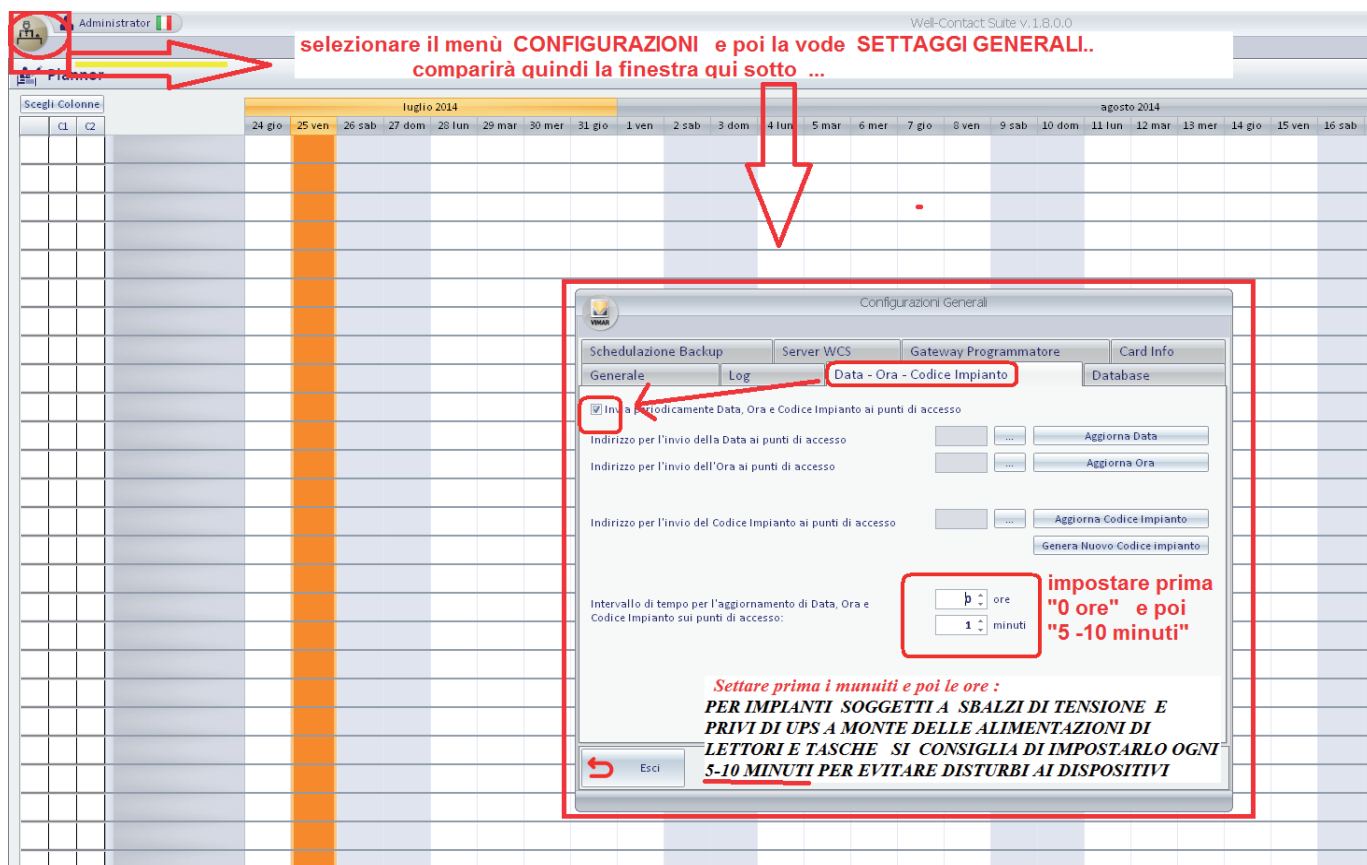 Administrator
Well-Contact Suite v.1.8.0.0
selezionare il menù CONFIGURAZIONI e poi la vode SETTAGGI GENERALI..
comparirà quindi la finestra qui sotto ...
Planner
Scegli Colonne
luglio 2014
agosto 2014
C1 C2
24 gio 25 ven 26 sab 27 dom 28 lun 29 mar 30 mer 31 gio 1 ven 2 sab 3 dom 4 lun 5 mar 6 mer 7 gio 8 ven 9 sab 10 dom 11 lun 12 mar 13 mer 14 gio 15 ven 16 sab
Configurazioni Generali
VIMAR
Schedulazione Backup Server WCS Gateway Programmatore Card Info
Generale Log Data - Ora - Codice Impianto Database
Invia periodicamente Data, Ora e Codice Impianto ai punti di accesso
Indirizzo per l'invio della Data ai punti di accesso ... Aggiorna Data
Indirizzo per l'invio dell'Ora ai punti di accesso ... Aggiorna Ora
Indirizzo per l'invio del Codice Impianto ai punti di accesso ... Aggiorna Codice Impianto
Genera Nuovo Codice impianto
Intervallo di tempo per l'aggiornamento di Data, Ora e
Codice Impianto sui punti di accesso:
0 ore
1 minuti
impostare prima
"0 ore" e poi
"5 -10 minuti"
Settare prima i munuiti e poi le ore :
PER IMPIANTI SOGGETTI A SBALZI DI TENSIONE E
PRIVI DI UPS A MONTE DELLE ALIMENTAZIONI DI
LETTORI E TASCHE SI CONSIGLIA DI IMPOSTARLO OGNI
5-10 MINUTI PER EVITARE DISTURBI AI DISPOSITIVI
Esci